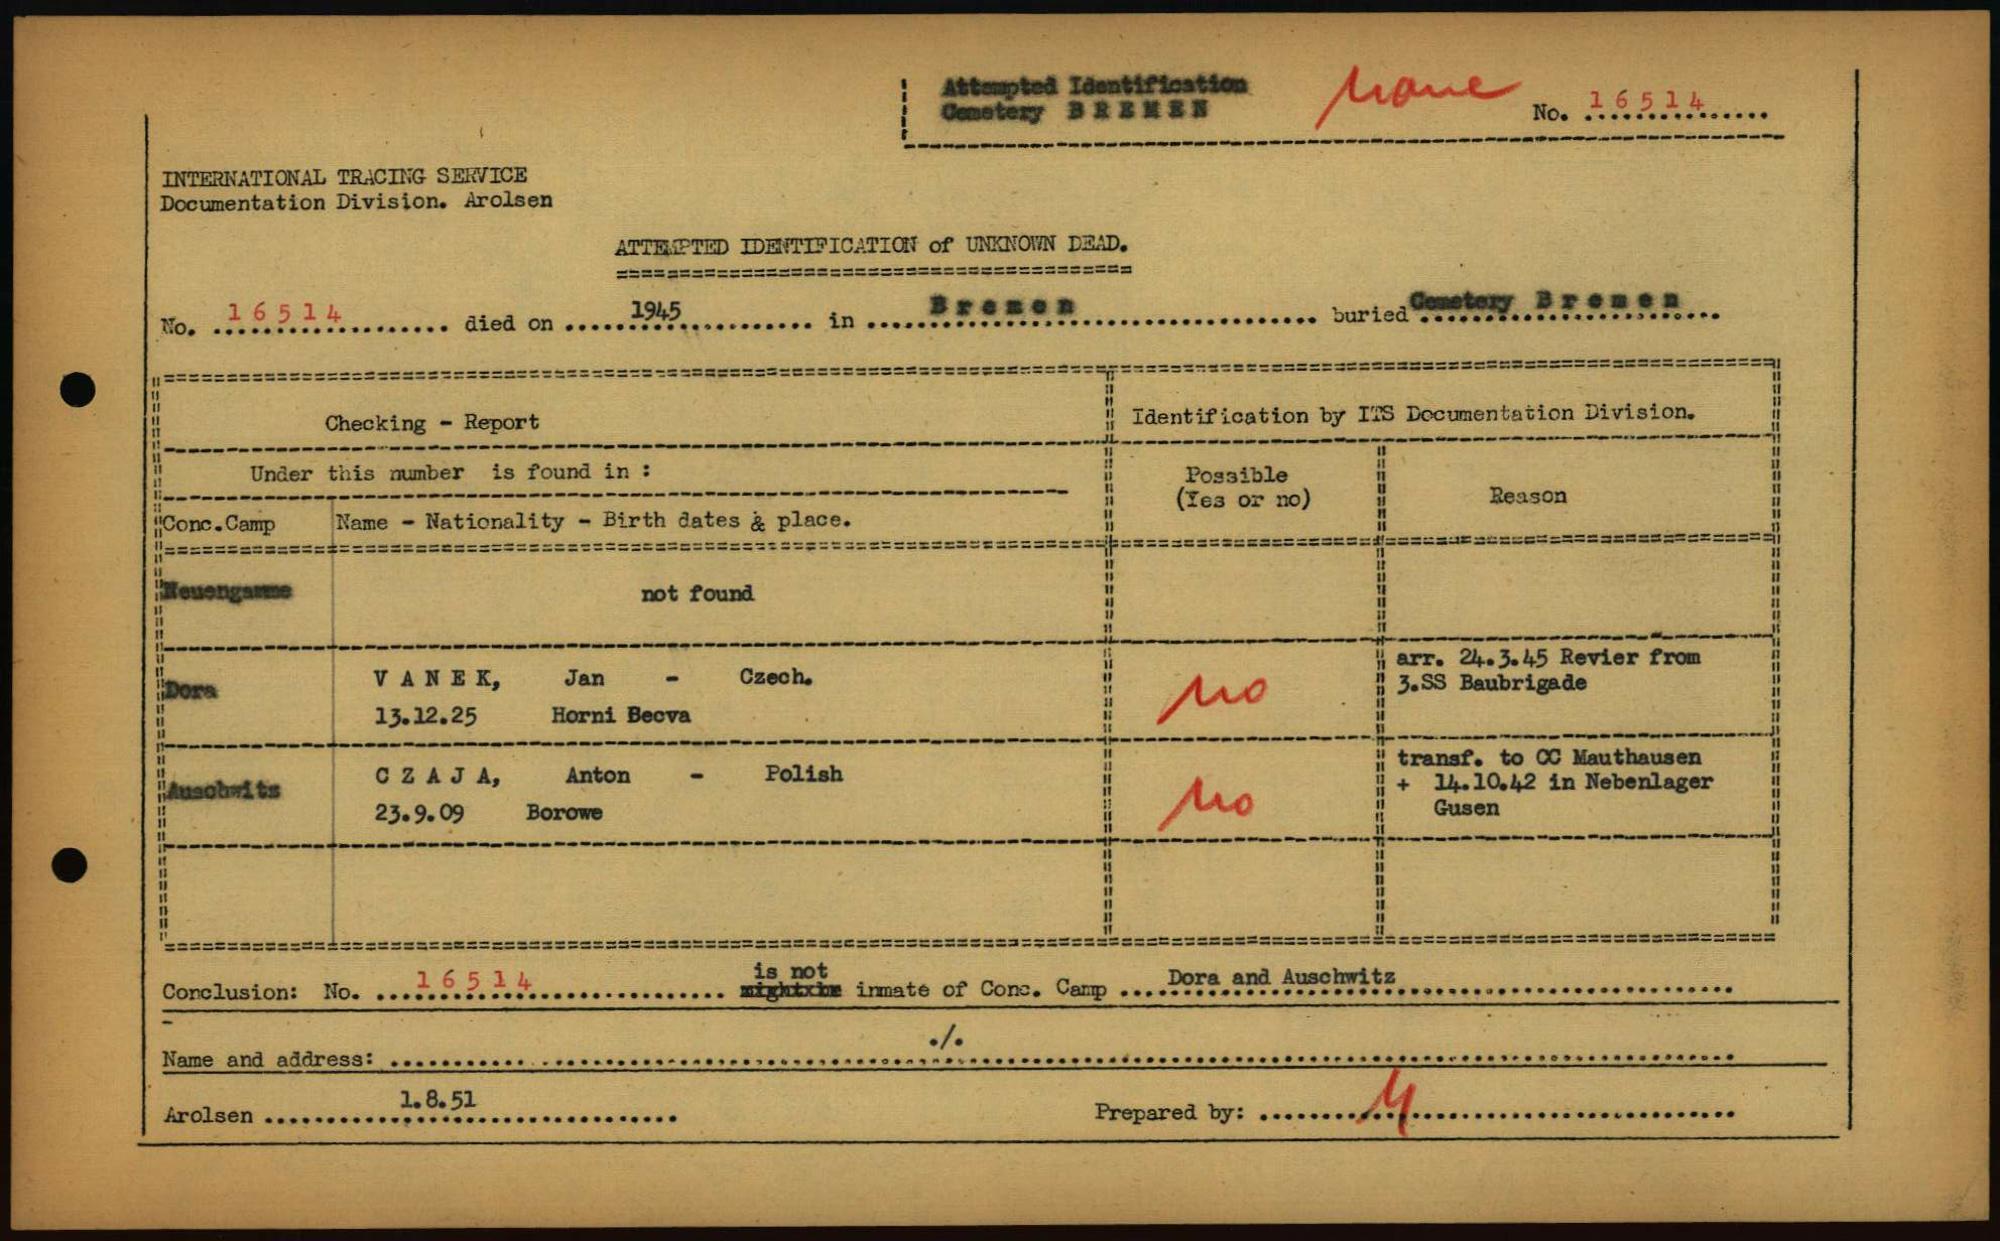 Attempted Identification
Cemetery B R E M E N
None
No. 16514
INTERNATIONAL TRACING SERVICE
Documentation Division. Arolsen
ATTEMPTED IDENTIFICATION of UNKNOWN DEAD.
No. 16514 died on 1945 in B r e m e n buried Cemetery B r e m e n
Checking - Report
Identification by ITS Documentation Division.
Under this number is found in :
Possible
(Yes or no)
Reason
Conc.Camp Name - Nationality - Birth dates & place.
Neuengamme not found
Dora V A N E K, Jan - Czech.
13.12.25 Horni Becva
no
arr. 24.3.45 Revier from
3.SS Baubrigade
Auschwitz C Z A J A, Anton - Polish
23.9.09 Borowe
no
transf. to CC Mauthausen
+ 14.10.42 in Nebenlager
Gusen
is not
Conclusion: No. 16514 might be inmate of Conc. Camp Dora and Auschwitz
Name and address: ./.
Arolsen 1.8.51 Prepared by: